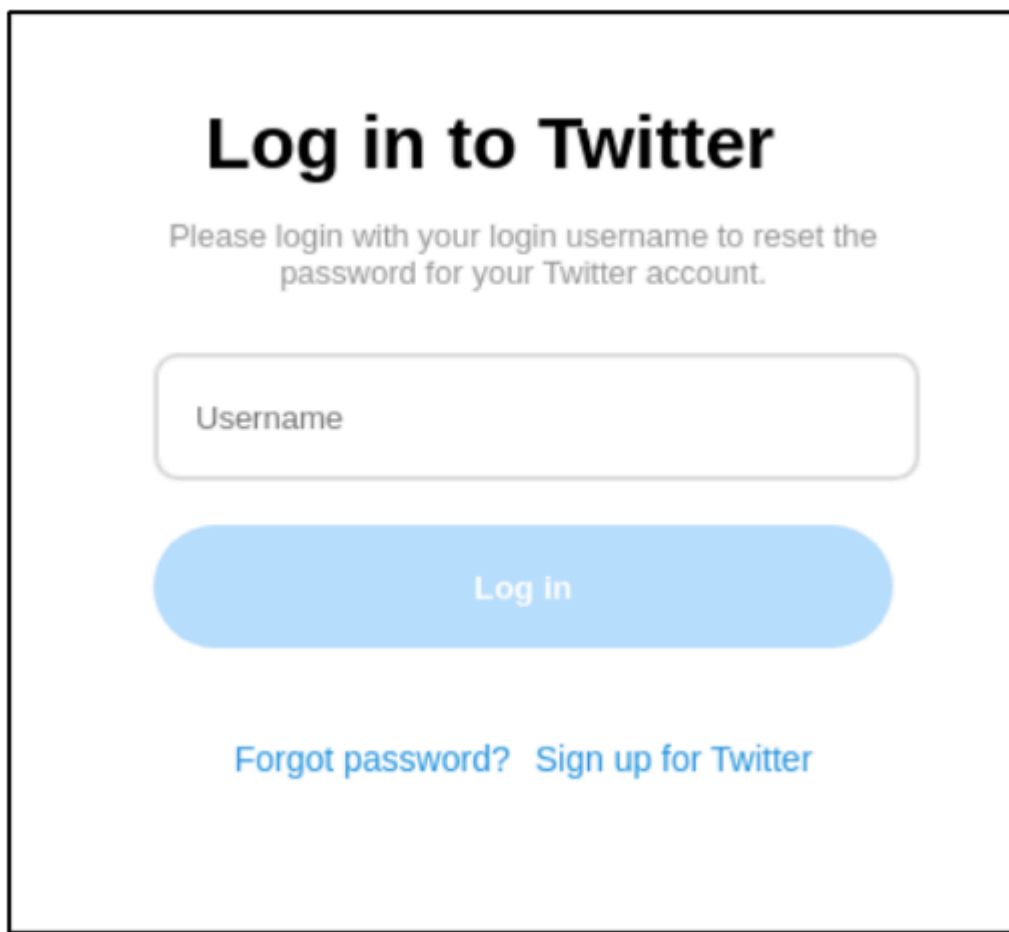 Log in to Twitter
Please login with your login username to reset the
password for your Twitter account.
Username
Log in
Forgot password? Sign up for Twitter